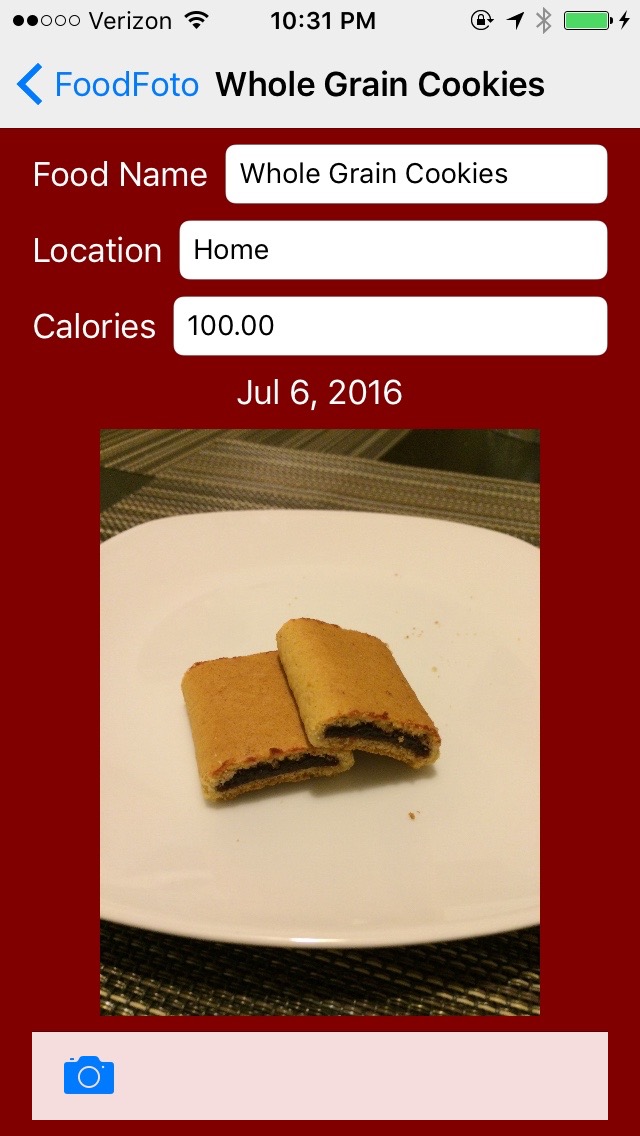 Verizon 10:31 PM
FoodFoto Whole Grain Cookies
Food Name Whole Grain Cookies
Location Home
Calories 100.00
Jul 6, 2016